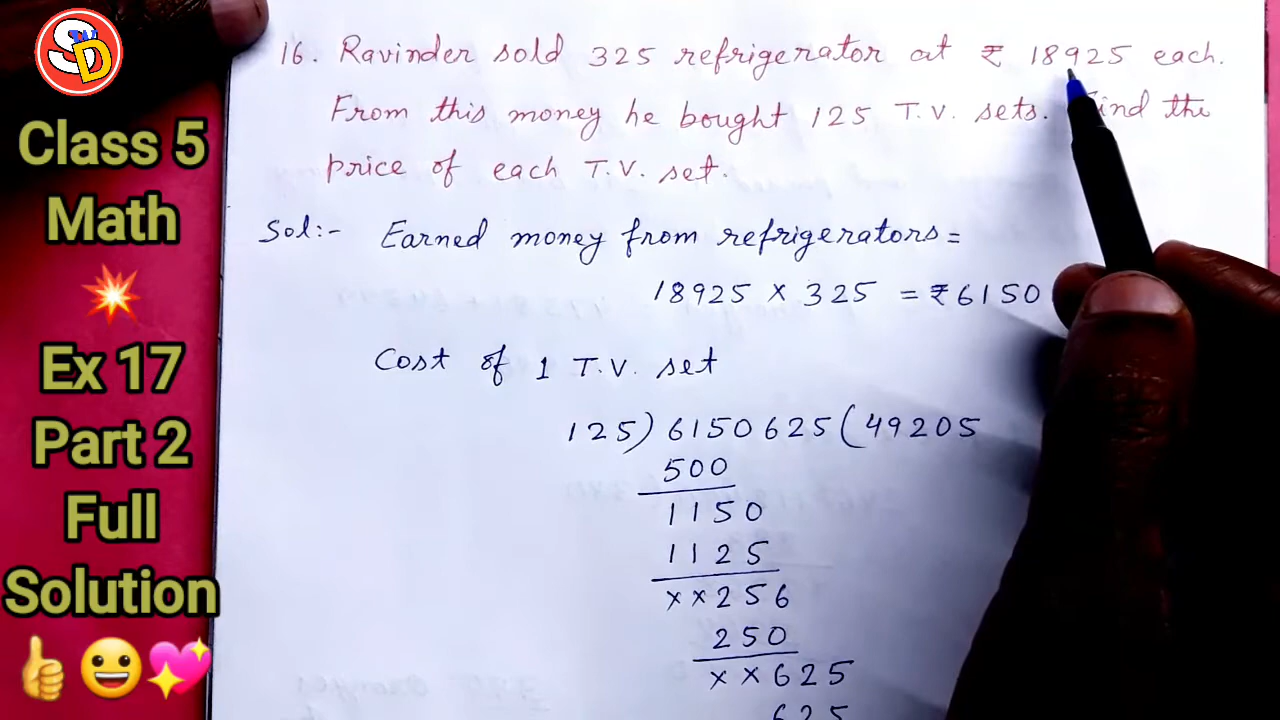 SD
Class 5
Math
Ex 17
Part 2
Full
Solution
16. Ravinder sold 325 refrigerator at ₹ 18925 each.
From this money he bought 125 T.V. sets. Find the
price of each T.V. set.
Sol:- Earned money from refrigerators =
18925 × 325 = ₹6150
Cost of 1 T.V. set
125) 6150625 (49205
500
1150
1125
××256
250
××625
625